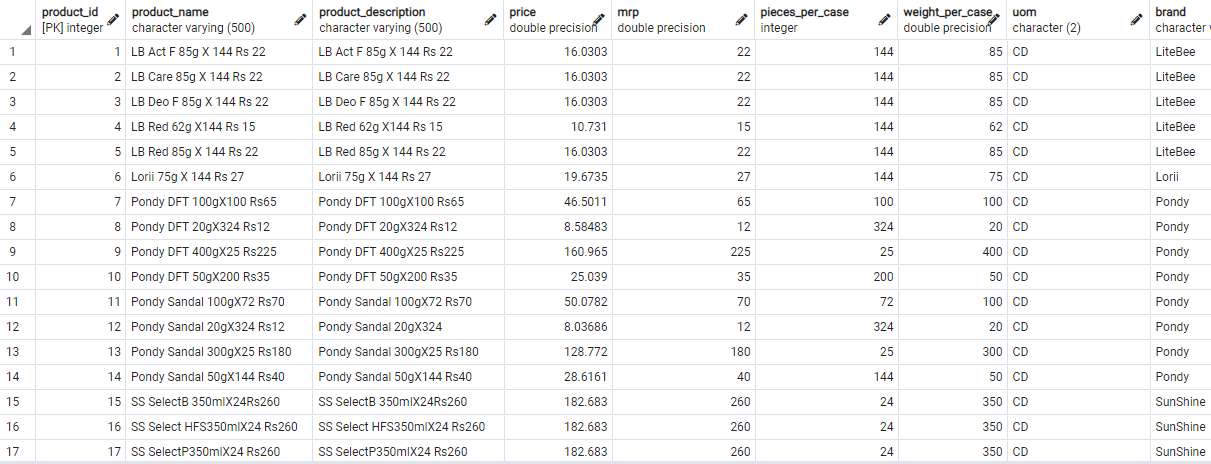 product_id product_name product_description price mrp pieces_per_case weight_per_case uom brand
[PK] integer character varying (500) character varying (500) double precision double precision integer double precision character (2) character v
1 1 LB Act F 85g X 144 Rs 22 LB Act F 85g X 144 Rs 22 16.0303 22 144 85 CD LiteBee
2 2 LB Care 85g X 144 Rs 22 LB Care 85g X 144 Rs 22 16.0303 22 144 85 CD LiteBee
3 3 LB Deo F 85g X 144 Rs 22 LB Deo F 85g X 144 Rs 22 16.0303 22 144 85 CD LiteBee
4 4 LB Red 62g X144 Rs 15 LB Red 62g X144 Rs 15 10.731 15 144 62 CD LiteBee
5 5 LB Red 85g X 144 Rs 22 LB Red 85g X 144 Rs 22 16.0303 22 144 85 CD LiteBee
6 6 Lorii 75g X 144 Rs 27 Lorii 75g X 144 Rs 27 19.6735 27 144 75 CD Lorii
7 7 Pondy DFT 100gX100 Rs65 Pondy DFT 100gX100 Rs65 46.5011 65 100 100 CD Pondy
8 8 Pondy DFT 20gX324 Rs12 Pondy DFT 20gX324 Rs12 8.58483 12 324 20 CD Pondy
9 9 Pondy DFT 400gX25 Rs225 Pondy DFT 400gX25 Rs225 160.965 225 25 400 CD Pondy
10 10 Pondy DFT 50gX200 Rs35 Pondy DFT 50gX200 Rs35 25.039 35 200 50 CD Pondy
11 11 Pondy Sandal 100gX72 Rs70 Pondy Sandal 100gX72 Rs70 50.0782 70 72 100 CD Pondy
12 12 Pondy Sandal 20gX324 Rs12 Pondy Sandal 20gX324 8.03686 12 324 20 CD Pondy
13 13 Pondy Sandal 300gX25 Rs180 Pondy Sandal 300gX25 Rs180 128.772 180 25 300 CD Pondy
14 14 Pondy Sandal 50gX144 Rs40 Pondy Sandal 50gX144 Rs40 28.6161 40 144 50 CD Pondy
15 15 SS SelectB 350mlX24Rs260 SS SelectB 350mlX24Rs260 182.683 260 24 350 CD SunShine
16 16 SS Select HFS350mlX24 Rs260 SS Select HFS350mlX24 Rs260 182.683 260 24 350 CD SunShine
17 17 SS SelectP350mlX24 Rs260 SS SelectP350mlX24 Rs260 182.683 260 24 350 CD SunShine